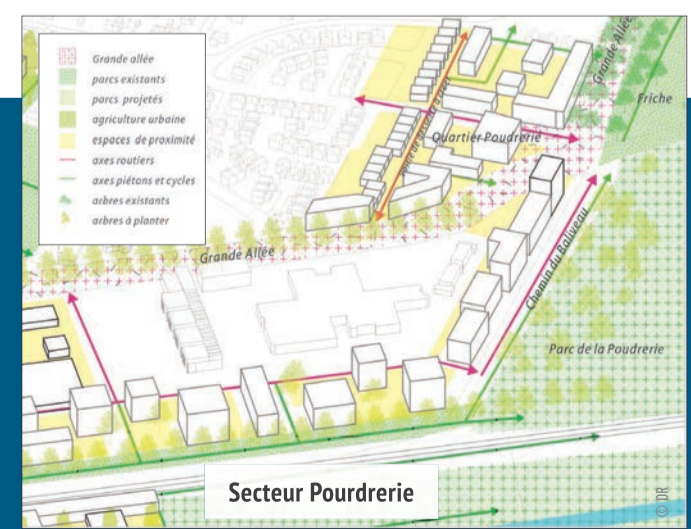 Grande allée
parcs existants
parcs projetés
agriculture urbaine
espaces de proximité
axes routiers
axes piétons et cycles
arbres existants
arbres à planter
Grande Allée
Friche
Quartier Poudrerie
Grande Allée
Chemin du Baliveau
Parc de la Poudrerie
Secteur Pourdrerie
© DR